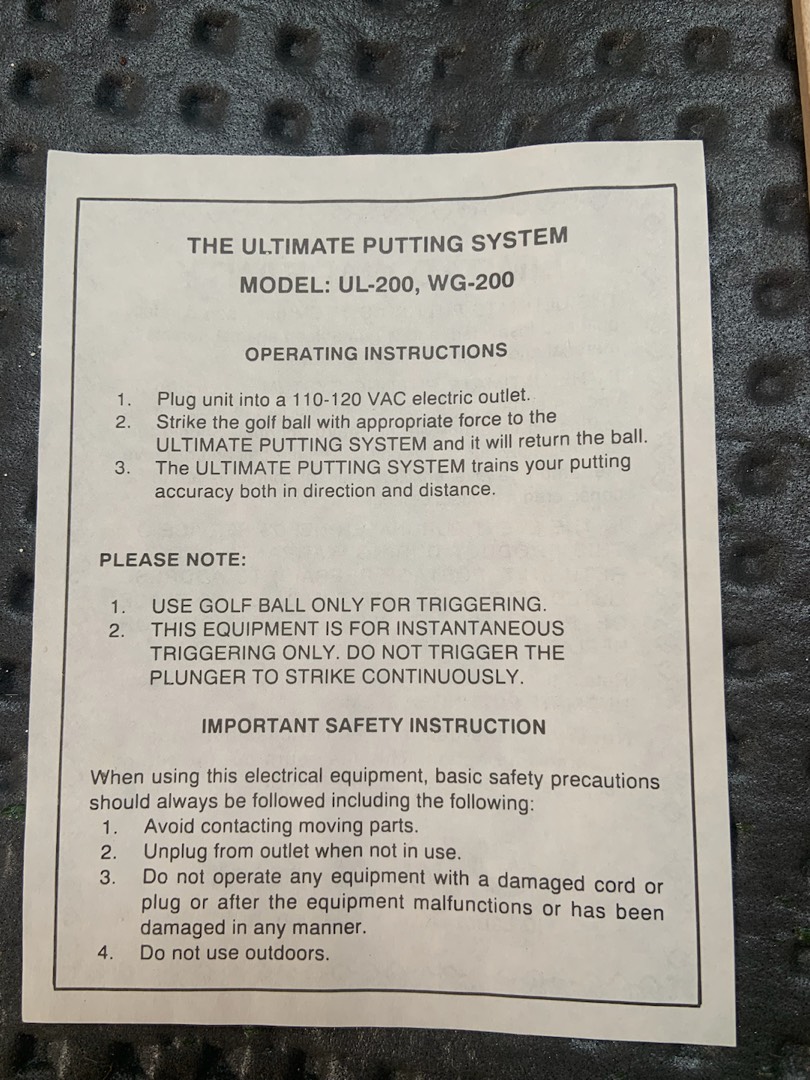 THE ULTIMATE PUTTING SYSTEM
MODEL: UL-200, WG-200
OPERATING INSTRUCTIONS
1. Plug unit into a 110-120 VAC electric outlet.
2. Strike the golf ball with appropriate force to the
ULTIMATE PUTTING SYSTEM and it will return the ball.
3. The ULTIMATE PUTTING SYSTEM trains your putting
accuracy both in direction and distance.
PLEASE NOTE:
1. USE GOLF BALL ONLY FOR TRIGGERING.
2. THIS EQUIPMENT IS FOR INSTANTANEOUS
TRIGGERING ONLY. DO NOT TRIGGER THE
PLUNGER TO STRIKE CONTINUOUSLY.
IMPORTANT SAFETY INSTRUCTION
When using this electrical equipment, basic safety precautions
should always be followed including the following:
1. Avoid contacting moving parts.
2. Unplug from outlet when not in use.
3. Do not operate any equipment with a damaged cord or
plug or after the equipment malfunctions or has been
damaged in any manner.
4. Do not use outdoors.